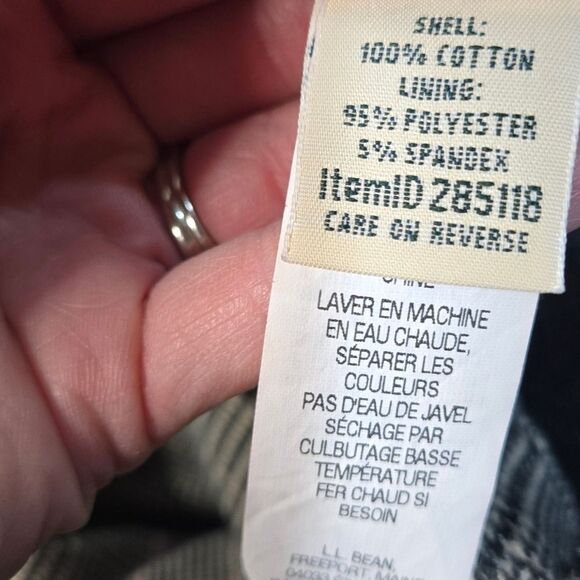 SHELL:
100% COTTON
LINING:
95% POLYESTER
5% SPANDEX
ItemID 285118
CARE ON REVERSE
LAVER EN MACHINE
EN EAU CHAUDE,
SÉPARER LES
COULEURS
PAS D'EAU DE JAVEL
SÉCHAGE PAR
CULBUTAGE BASSE
TEMPÉRATURE
FER CHAUD SI
BESOIN
L.L. BEAN,
FREEPORT, MAINE
04033